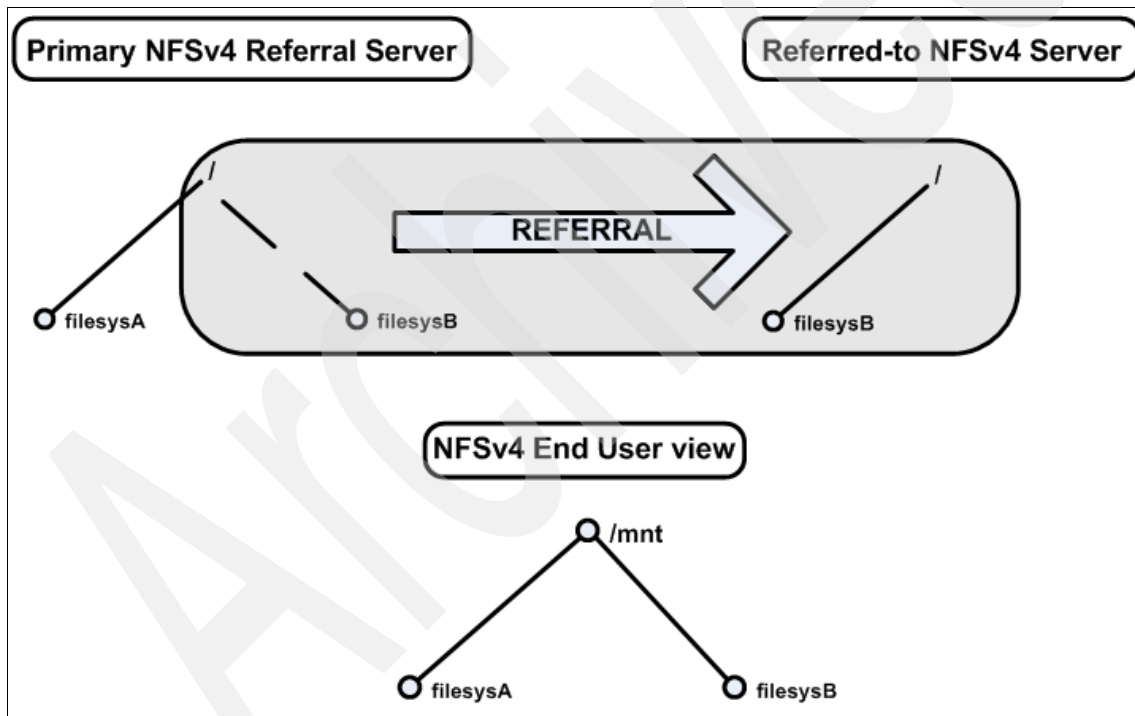 Primary NFSv4 Referral Server
Referred-to NFSv4 Server
/
REFERRAL
/
filesysA
filesysB
filesysB
NFSv4 End User view
/mnt
filesysA
filesysB
Archive